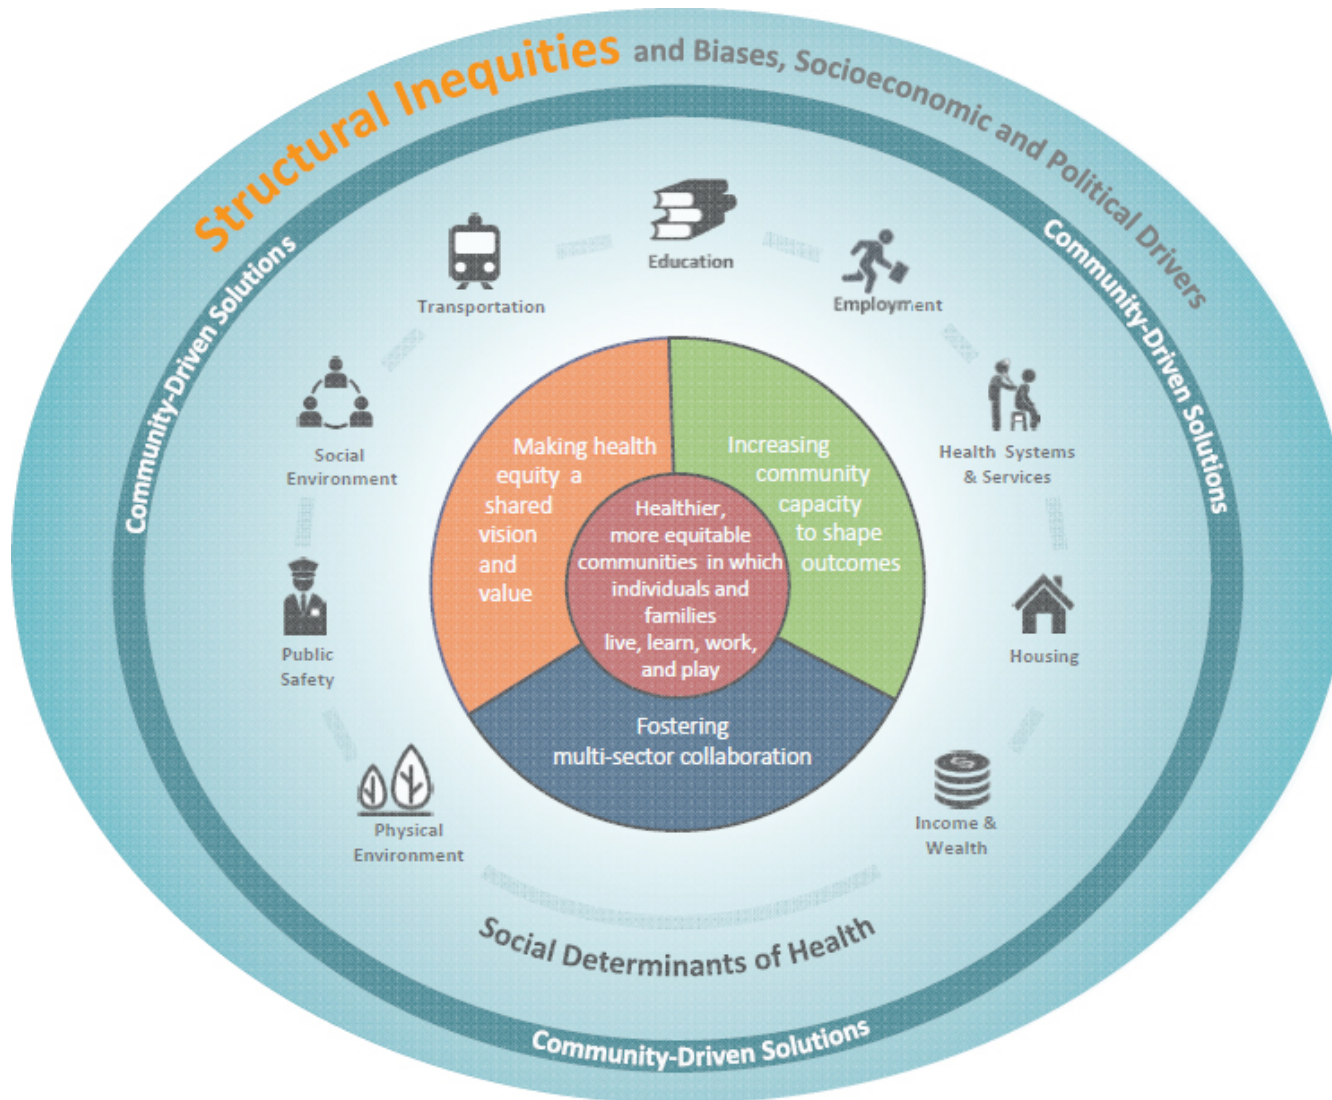 Structural Inequities and Biases, Socioeconomic and Political Drivers
Community-Driven Solutions
Community-Driven Solutions
Education
Transportation
Employment
Social
Environment
Health Systems
& Services
Public
Safety
Housing
Physical
Environment
Income &
Wealth
Making health
equity a
shared
vision
and
value
Increasing
community
capacity
to shape
outcomes
Healthier,
more equitable
communities in which
individuals and
families
live, learn, work,
and play
Fostering
multi-sector collaboration
Social Determinants of Health
Community-Driven Solutions